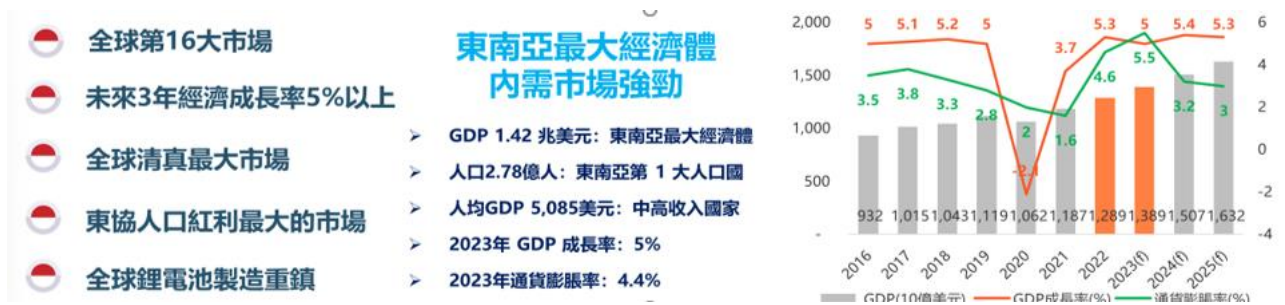 全球第16大市場
未來3年經濟成長率5%以上
全球清真最大市場
東協人口紅利最大的市場
全球鋰電池製造重鎮
東南亞最大經濟體
內需市場強勁
➢ GDP 1.42 兆美元：東南亞最大經濟體
➢ 人口2.78億人：東南亞第 1 大人口國
➢ 人均GDP 5,085美元：中高收入國家
➢ 2023年 GDP 成長率：5%
➢ 2023年通貨膨脹率：4.4%
2,000
1,500
1,000
500
-
5 5.1 5.2 5 -2.1 3.7 5.3 5 5.4 5.3
3.5 3.8 3.3 2.8 2 1.6 4.6 5.5 3.2 3
932 1,015 1,043 1,119 1,062 1,187 1,289 1,389 1,507 1,632
6
4
2
0
-2
-4
2016 2017 2018 2019 2020 2021 2022 2023(f) 2024(f) 2025(f)
GDP(10億美元) GDP成長率(%) 通貨膨脹率(%)